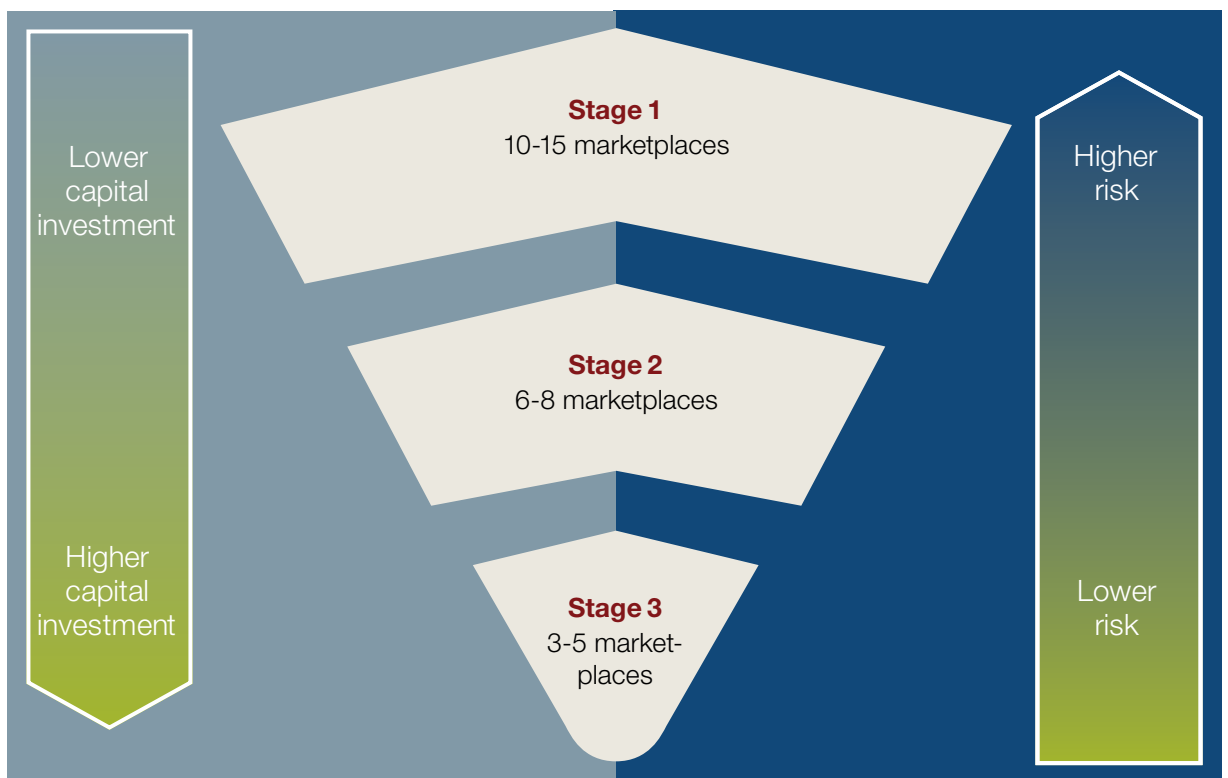 Lower
capital
investment
Higher
capital
investment
Stage 1
10-15 marketplaces
Stage 2
6-8 marketplaces
Stage 3
3-5 market-
places
Higher
risk
Lower
risk